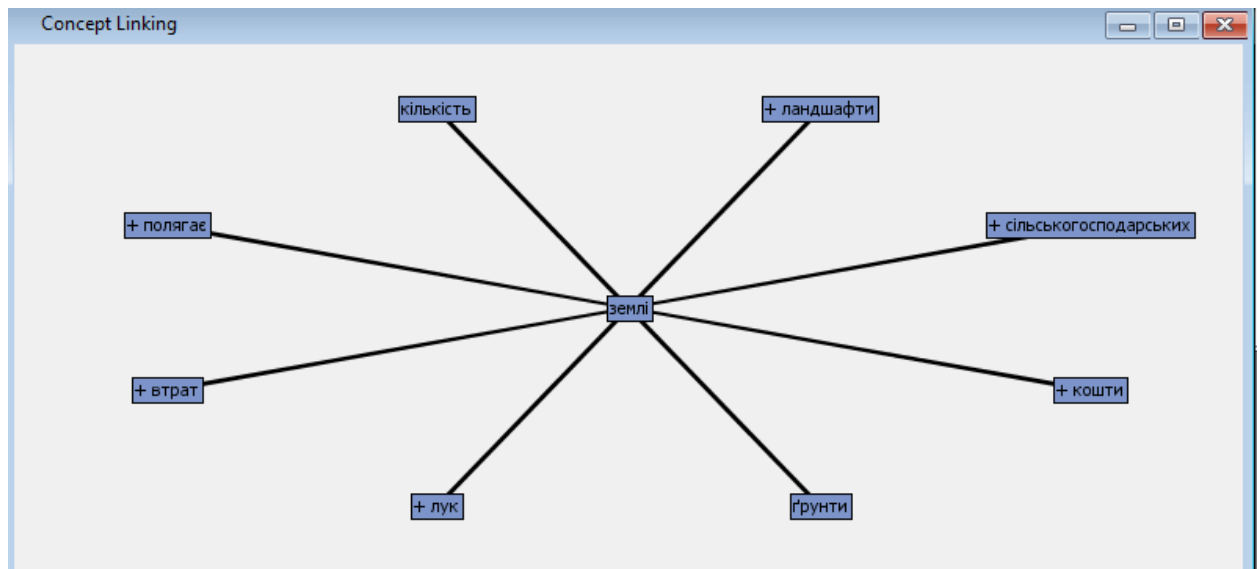 Concept Linking
кількість
+ ландшафти
+ полягає
+ сільськогосподарських
землі
+ втрат
+ кошти
+ лук
ґрунти